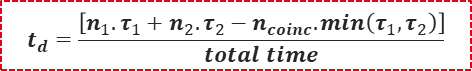 t_d = [n_1.τ_1 + n_2.τ_2 − n_coinc.min(τ_1,τ_2)] / total time